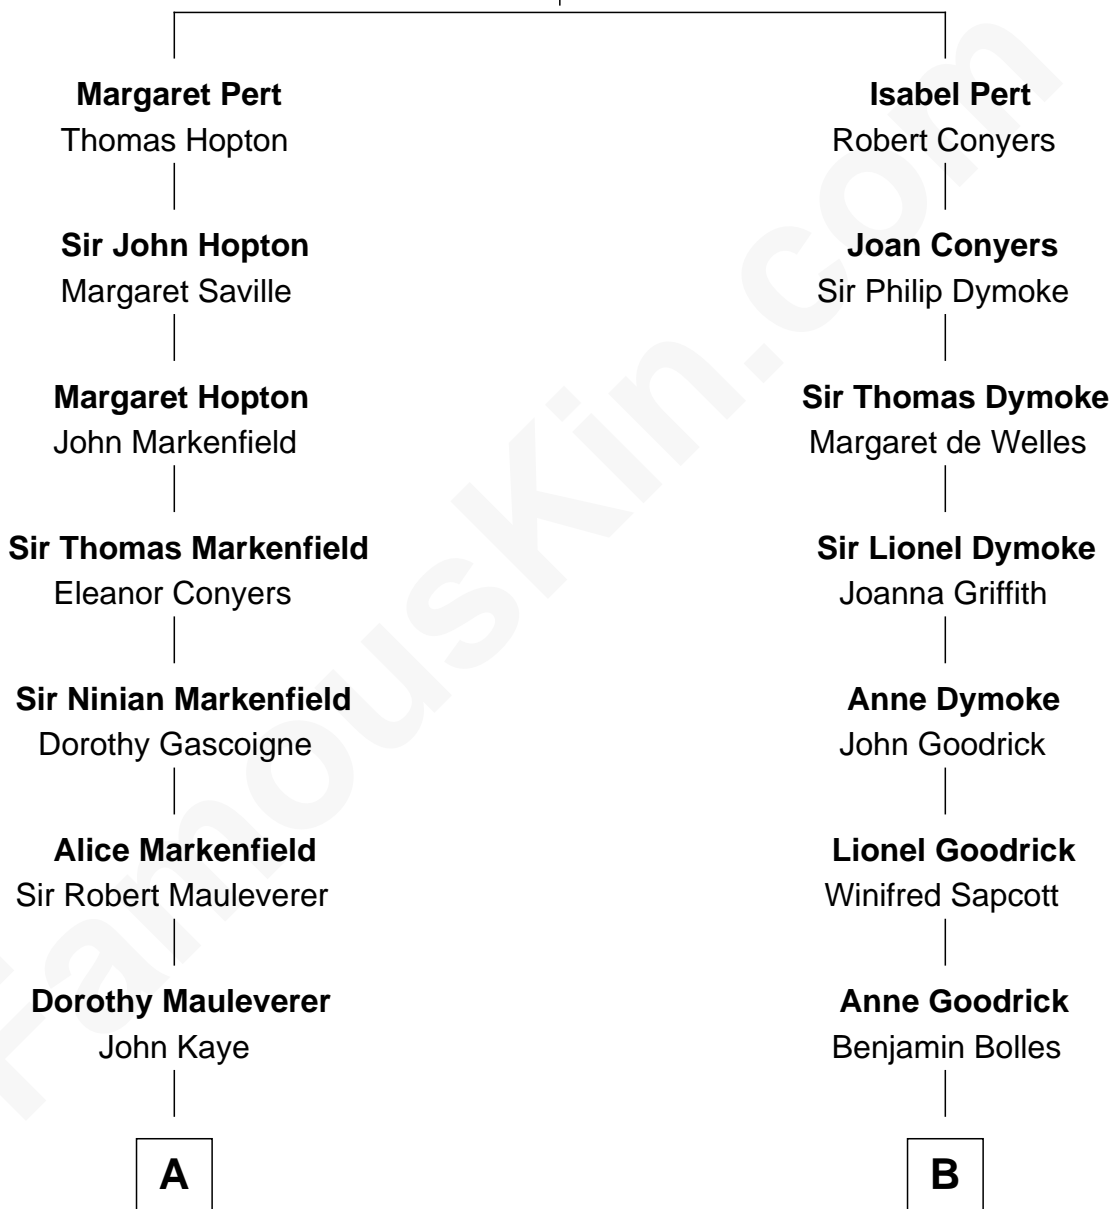 Margaret Pert
Thomas Hopton
Sir John Hopton
Margaret Saville
Margaret Hopton
John Markenfield
Sir Thomas Markenfield
Eleanor Conyers
Sir Ninian Markenfield
Dorothy Gascoigne
Alice Markenfield
Sir Robert Mauleverer
Dorothy Mauleverer
John Kaye
A
Isabel Pert
Robert Conyers
Joan Conyers
Sir Philip Dymoke
Sir Thomas Dymoke
Margaret de Welles
Sir Lionel Dymoke
Joanna Griffith
Anne Dymoke
John Goodrick
Lionel Goodrick
Winifred Sapcott
Anne Goodrick
Benjamin Bolles
B
FamousKin.com